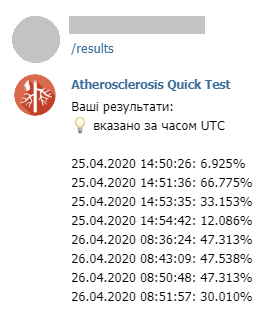 /results
Atherosclerosis Quick Test
Ваші результати:
вказано за часом UTC
25.04.2020 14:50:26: 6.925%
25.04.2020 14:51:36: 66.775%
25.04.2020 14:53:35: 33.153%
25.04.2020 14:54:42: 12.086%
26.04.2020 08:36:24: 47.313%
26.04.2020 08:43:09: 47.538%
26.04.2020 08:50:48: 47.313%
26.04.2020 08:51:57: 30.010%